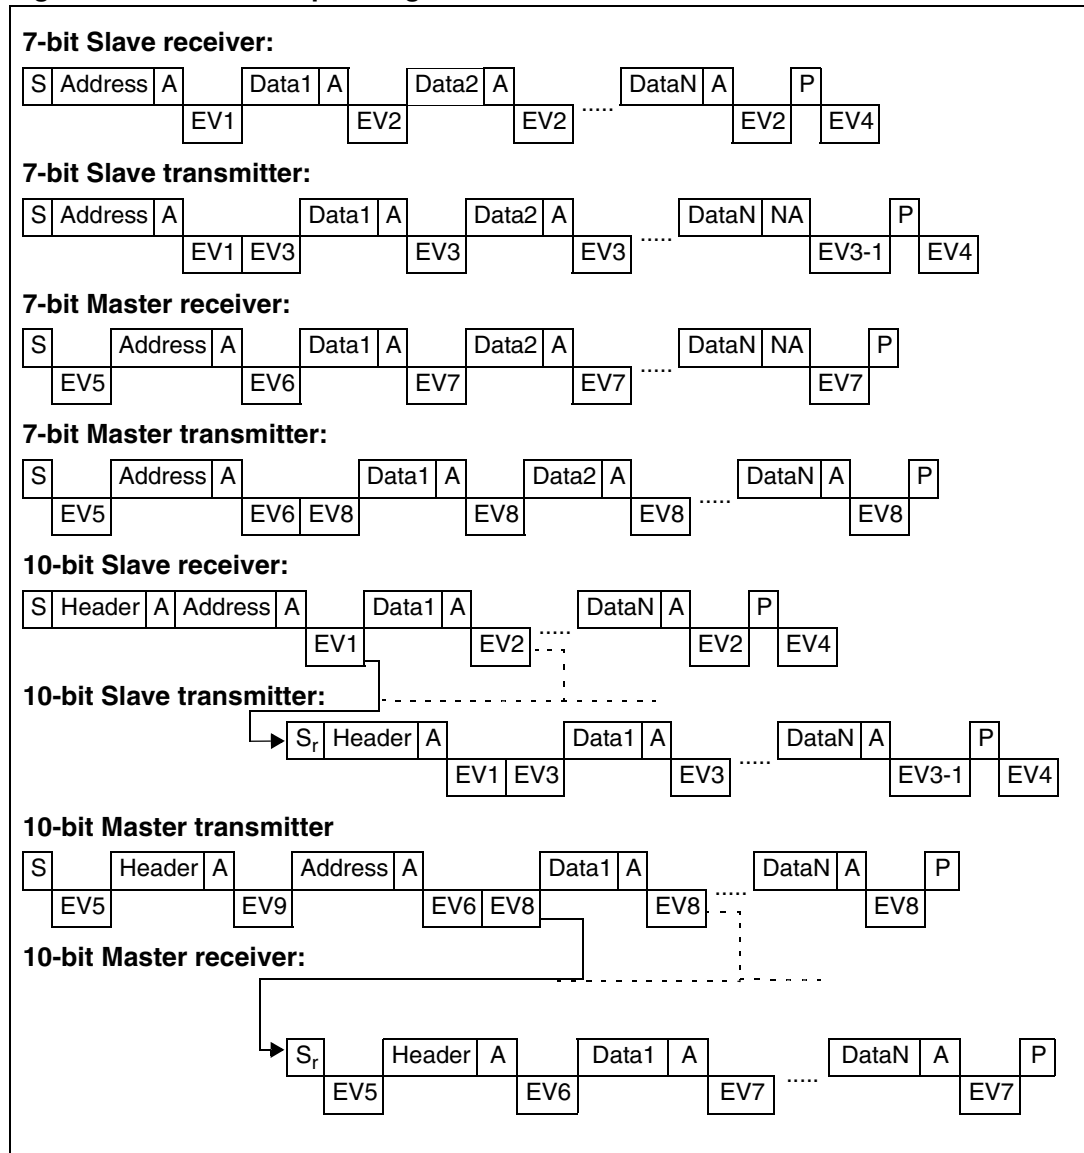 7-bit Slave receiver:
S Address A Data1 A Data2 A DataN A P
EV1 EV2 EV2 ..... EV2 EV4
7-bit Slave transmitter:
S Address A Data1 A Data2 A DataN NA P
EV1 EV3 EV3 EV3 ..... EV3-1 EV4
7-bit Master receiver:
S Address A Data1 A Data2 A DataN NA P
EV5 EV6 EV7 EV7 ..... EV7
7-bit Master transmitter:
S Address A Data1 A Data2 A DataN A P
EV5 EV6 EV8 EV8 EV8 ..... EV8
10-bit Slave receiver:
S Header A Address A Data1 A DataN A P
EV1 EV2 ..... EV2 EV4
10-bit Slave transmitter:
Sr Header A Data1 A DataN A P
EV1 EV3 EV3 ..... EV3-1 EV4
10-bit Master transmitter
S Header A Address A Data1 A DataN A P
EV5 EV9 EV6 EV8 EV8 ..... EV8
10-bit Master receiver:
Sr Header A Data1 A DataN A P
EV5 EV6 EV7 ..... EV7